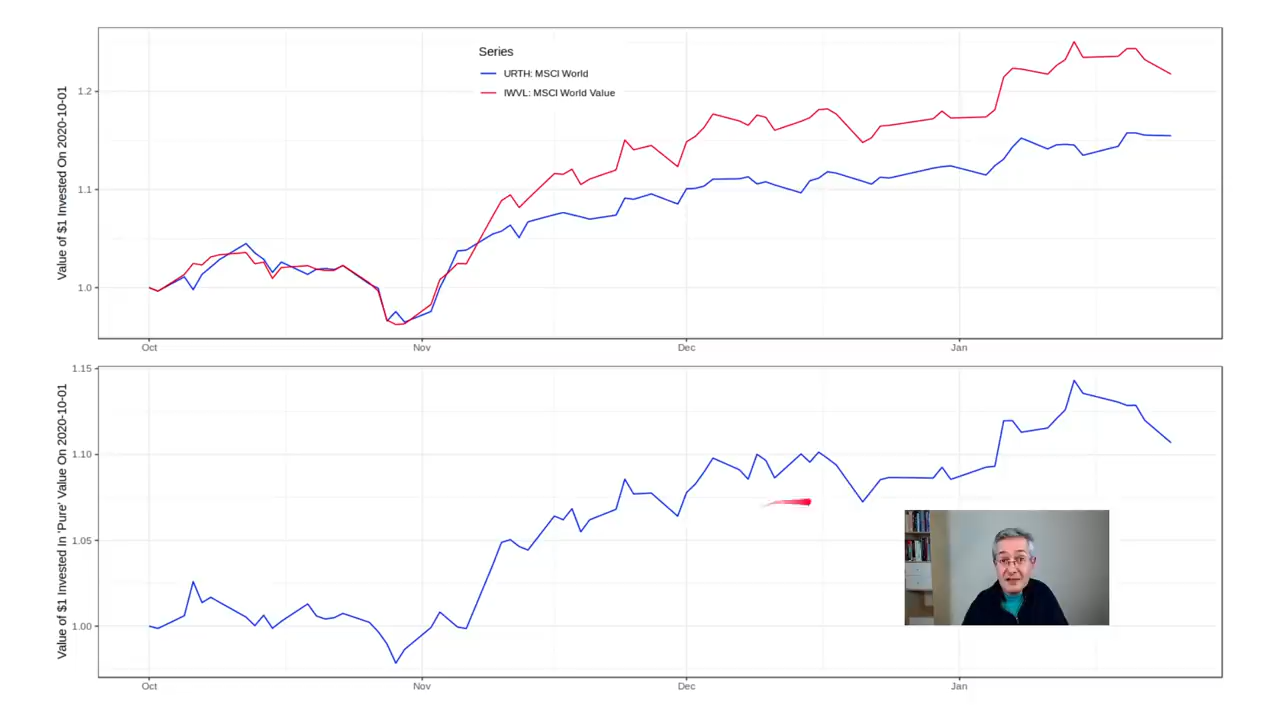 Value of $1 Invested On 2020-10-01
Series
URTH: MSCI World
IWVL: MSCI World Value
1.2
1.1
1.0
Oct
Nov
Dec
Jan
Value of $1 Invested In 'Pure' Value On 2020-10-01
1.15
1.10
1.05
1.00
Oct
Nov
Dec
Jan